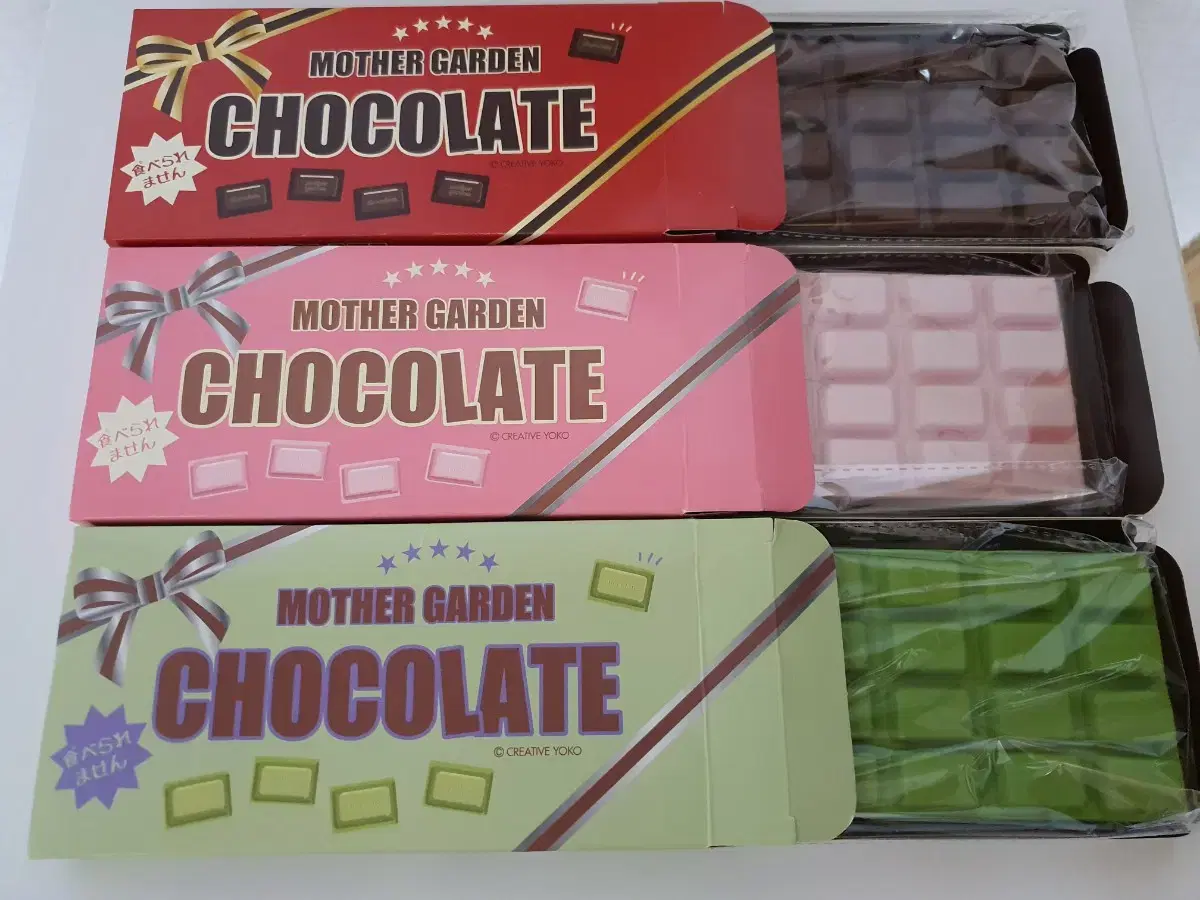 MOTHER GARDEN
CHOCOLATE
© CREATIVE YOKO
食べられ
ません
MOTHER GARDEN
CHOCOLATE
© CREATIVE YOKO
食べられ
ません
MOTHER GARDEN
CHOCOLATE
© CREATIVE YOKO
食べられ
ません